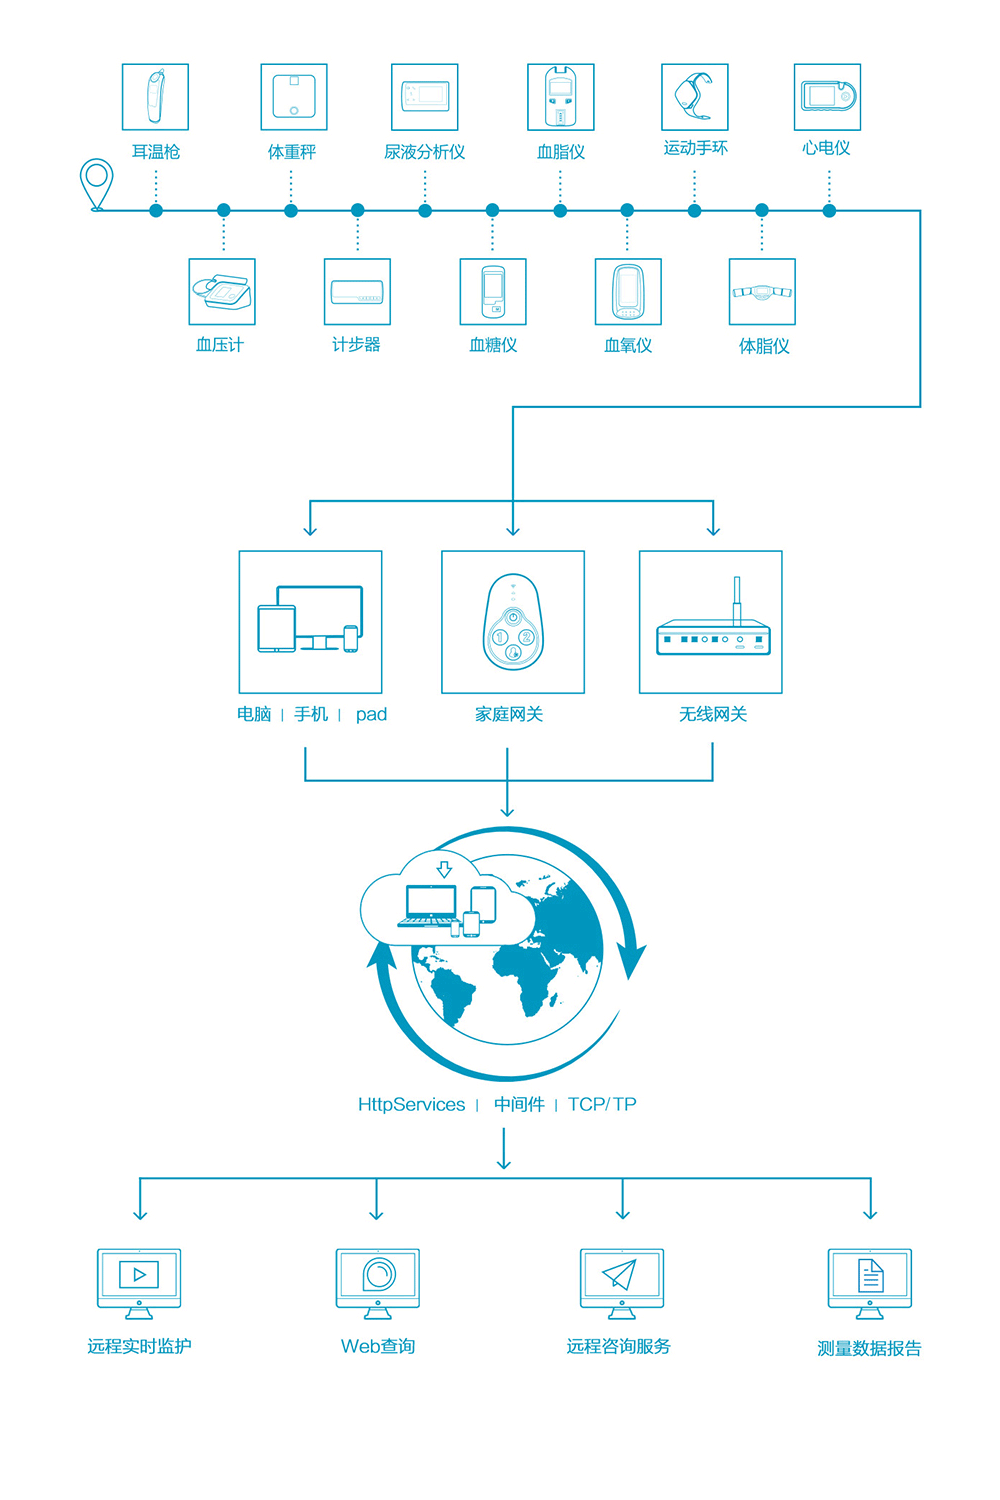 耳温枪 体重秤 尿液分析仪 血脂仪 运动手环 心电仪
血压计 计步器 血糖仪 血氧仪 体脂仪
1 2
电脑 | 手机 | pad 家庭网关 无线网关
HttpServices | 中间件 | TCP/TP
远程实时监护 Web查询 远程咨询服务 测量数据报告